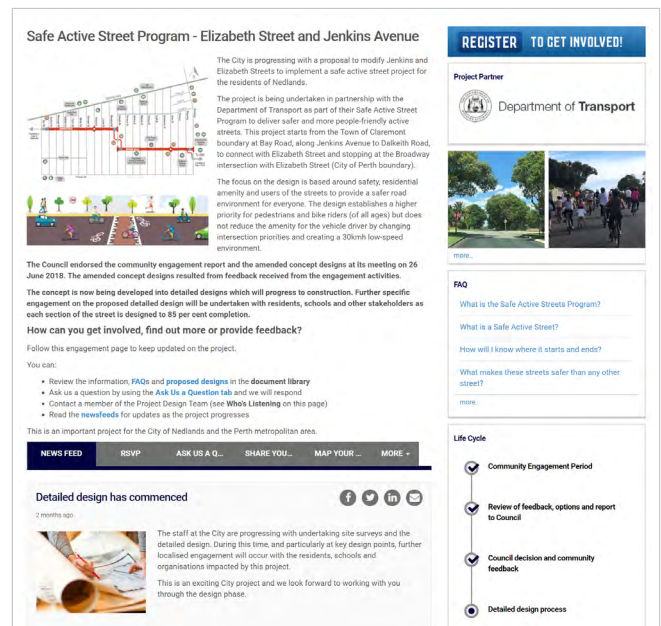 Safe Active Street Program - Elizabeth Street and Jenkins Avenue
The City is progressing with a proposal to modify Jenkins and
Elizabeth Streets to implement a safe active street project for
the residents of Nedlands.
The project is being undertaken in partnership with the
Department of Transport as part of their Safe Active Street
Program to deliver safer and more people-friendly active
streets. This project starts from the Town of Claremont
boundary at Bay Road, along Jenkins Avenue to Dalkeith Road,
to connect with Elizabeth Street and stopping at the Broadway
intersection with Elizabeth Street (City of Perth boundary).
The focus on the design is based around safety, residential
amenity and users of the streets to provide a safer road
environment for everyone. The design establishes a higher
priority for pedestrians and bike riders (of all ages) but does
not reduce the amenity for the vehicle driver by changing
intersection priorities and creating a 30kmh low-speed
environment.
The Council endorsed the community engagement report and the amended concept designs at its meeting on 26
June 2018. The amended concept designs resulted from feedback received from the engagement activities.
The concept is now being developed into detailed designs which will progress to construction. Further specific
engagement on the proposed detailed design will be undertaken with residents, schools and other stakeholders as
each section of the street is designed to 85 per cent completion.
How can you get involved, find out more or provide feedback?
Follow this engagement page to keep updated on the project.
You can:
• Review the information, FAQs and proposed designs in the document library
• Ask us a question by using the Ask Us a Question tab and we will respond
• Contact a member of the Project Design Team (see Who's Listening on this page)
• Read the newsfeeds for updates as the project progresses
This is an important project for the City of Nedlands and the Perth metropolitan area.
NEWS FEED RSVP ASK US A Q... SHARE YOU... MAP YOUR ... MORE
Detailed design has commenced
2 months ago
The staff at the City are progressing with undertaking site surveys and the
detailed design. During this time, and particularly at key design points, further
localised engagement will occur with the residents, schools and
organisations impacted by this project.
This is an exciting City project and we look forward to working with you
through the design phase.
REGISTER TO GET INVOLVED!
Project Partner
Department of Transport
more..
FAQ
What is the Safe Active Streets Program?
What is a Safe Active Street?
How will I know where it starts and ends?
What makes these streets safer than any other
street?
more..
Life Cycle
Community Engagement Period
Review of feedback, options and report
to Council
Council decision and community
feedback
Detailed design process